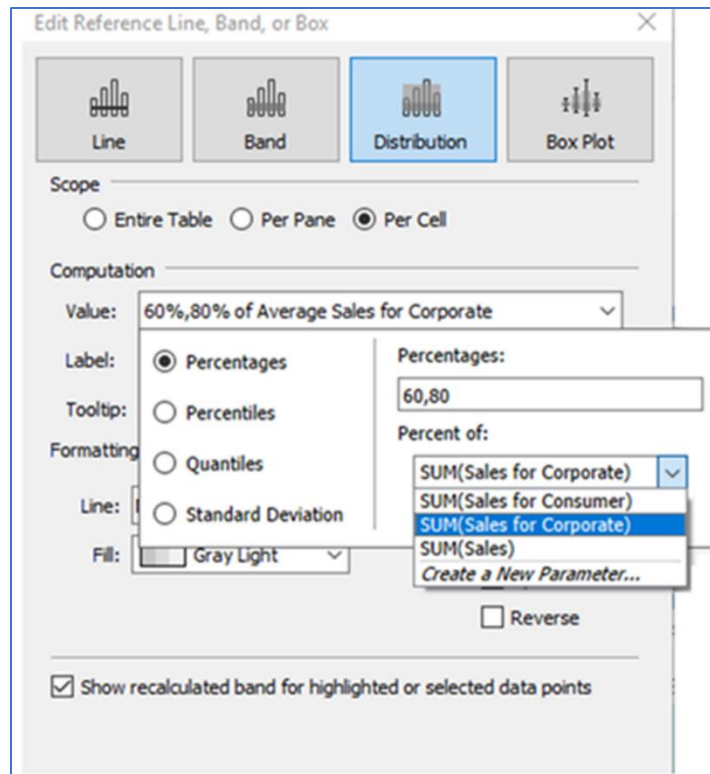 Edit Reference Line, Band, or Box
Line Band Distribution Box Plot
Scope
Entire Table Per Pane Per Cell
Computation
Value: 60%,80% of Average Sales for Corporate
Label:
Tooltip:
Percentages
Percentiles
Quantiles
Standard Deviation
Percentages:
60,80
Percent of:
SUM(Sales for Corporate)
SUM(Sales for Consumer)
SUM(Sales for Corporate)
SUM(Sales)
Create a New Parameter...
Formatting
Line:
Fill: Gray Light
Reverse
Show recalculated band for highlighted or selected data points